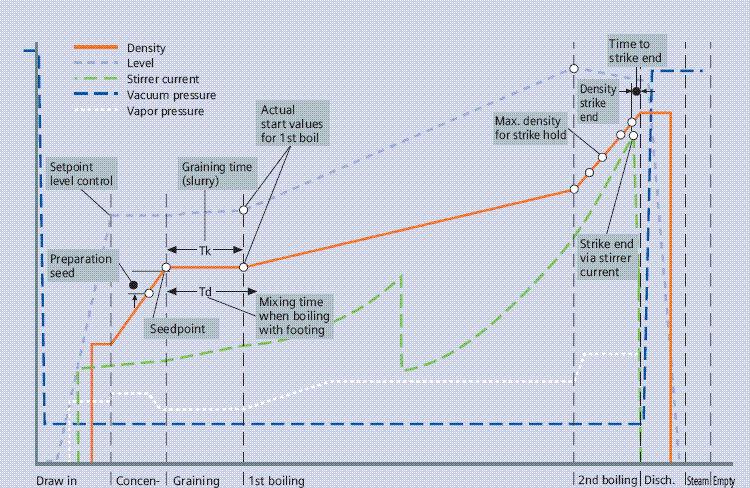 Density
Level
Stirrer current
Vacuum pressure
Vapor pressure
Time to
strike end
Density
strike
end
Actual
start values
for 1st boil
Max. density
for strike hold
Setpoint
level control
Graining time
(slurry)
Tk
Preparation
seed
Td
Seedpoint
Mixing time
when boiling
with footing
Strike end
via stirrer
current
Draw in
Concen-
Graining
1st boiling
2nd boiling
Disch.
Steam
Empty